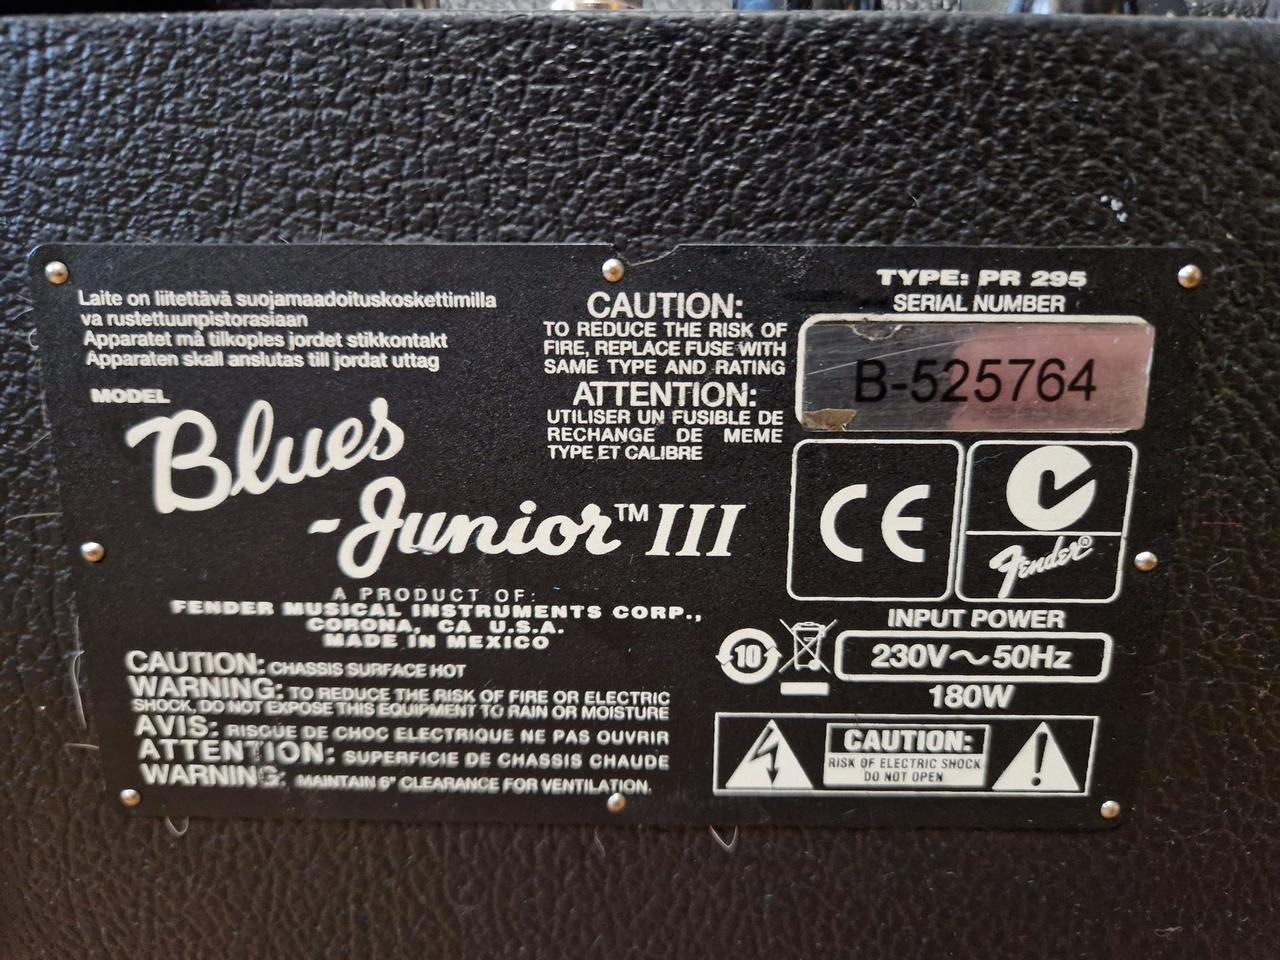 Laite on liitettävä suojamaadoituskoskettimilla
va rustettuunpistorasiaan
Apparatet må tilkoples jordet stikkontakt
Apparaten skall anslutas till jordat uttag
MODEL
Blues
Junior™ III
A PRODUCT OF:
FENDER MUSICAL INSTRUMENTS CORP.,
CORONA, CA U.S.A.
MADE IN MEXICO
CAUTION: CHASSIS SURFACE HOT
WARNING: TO REDUCE THE RISK OF FIRE OR ELECTRIC
SHOCK, DO NOT EXPOSE THIS EQUIPMENT TO RAIN OR MOISTURE
AVIS: RISQUE DE CHOC ELECTRIQUE NE PAS OUVRIR
ATTENTION: SUPERFICIE DE CHASSIS CHAUDE
WARNING: MAINTAIN 6" CLEARANCE FOR VENTILATION.
CAUTION:
TO REDUCE THE RISK OF
FIRE, REPLACE FUSE WITH
SAME TYPE AND RATING
ATTENTION:
UTILISER UN FUSIBLE DE
RECHANGE DE MEME
TYPE ET CALIBRE
TYPE: PR 295
SERIAL NUMBER
B-525764
CE
Fender®
INPUT POWER
10
230V~50Hz
180W
CAUTION:
RISK OF ELECTRIC SHOCK
DO NOT OPEN
!